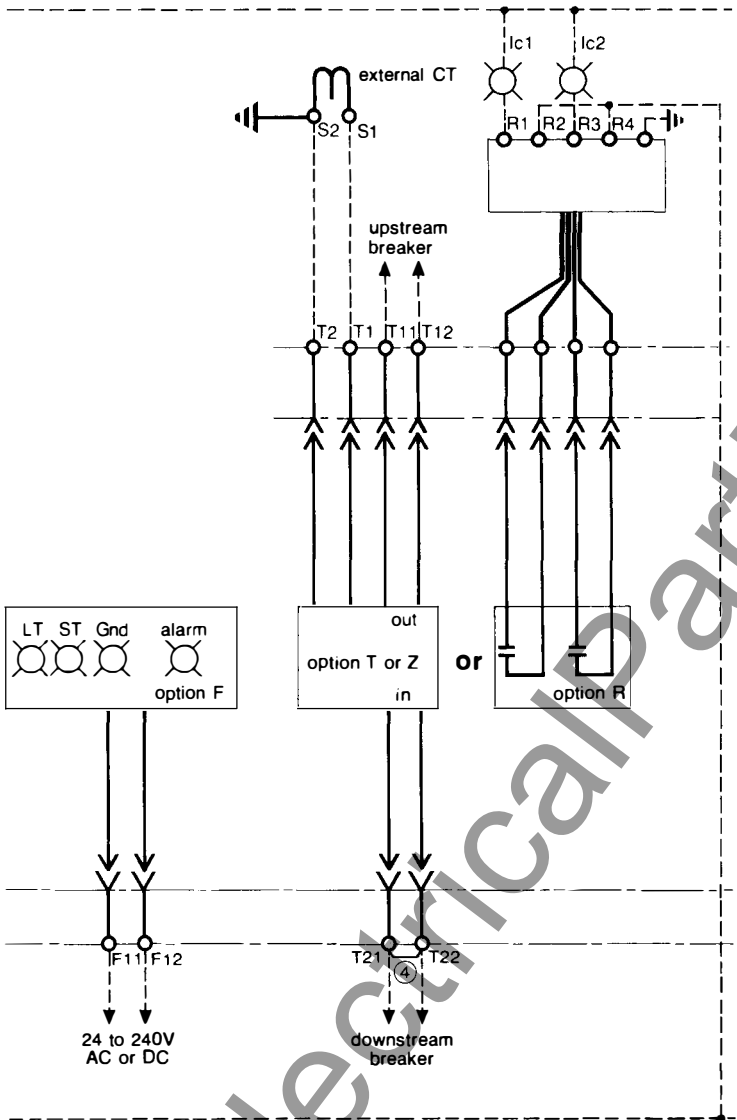 Ic1 Ic2
external CT
S2 S1
R1 R2 R3 R4
upstream
breaker
T2 T1 T11 T12
LT ST Gnd alarm
option F
out
option T or Z
in
or
option R
F11 F12
T21 T22
4
24 to 240V
AC or DC
downstream
breaker